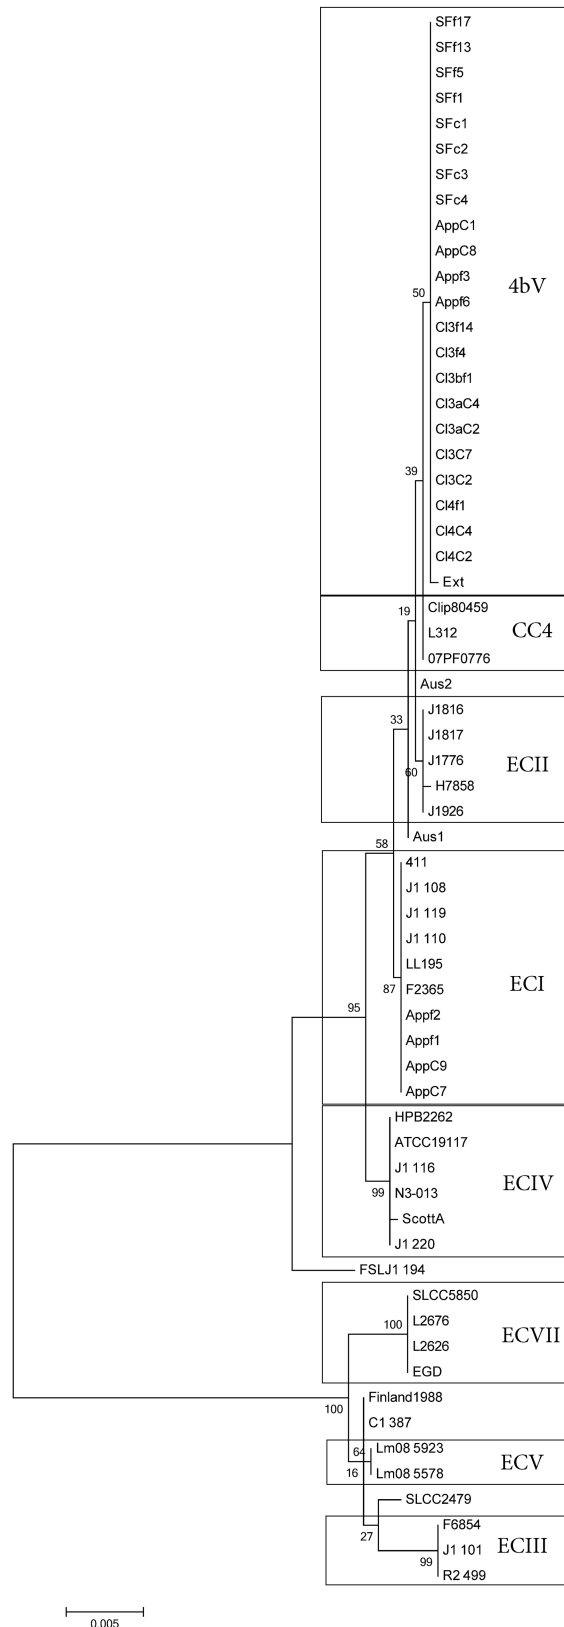 SFf17
SFf13
SFf5
SFf1
SFc1
SFc2
SFc3
SFc4
AppC1
AppC8
Appf3
4bV
50
Appf6
Cl3f14
Cl3f4
Cl3bf1
Cl3aC4
Cl3aC2
Cl3C7
39
Cl3C2
Cl4f1
Cl4C4
Cl4C2
Ext
19
Clip80459
L312
CC4
07PF0776
Aus2
J1816
33
J1817
J1776
ECII
60
H7858
J1926
Aus1
58
411
J1 108
J1 119
J1 110
LL195
ECI
87
F2365
95
Appf2
Appf1
AppC9
AppC7
HPB2262
ATCC19117
J1 116
ECIV
99
N3-013
ScottA
J1 220
FSLJ1 194
SLCC5850
100
L2676
ECVII
L2626
EGD
Finland1988
100
C1 387
64
Lm08 5923
ECV
16
Lm08 5578
SLCC2479
F6854
27
J1 101
ECIII
99
R2 499
0.005